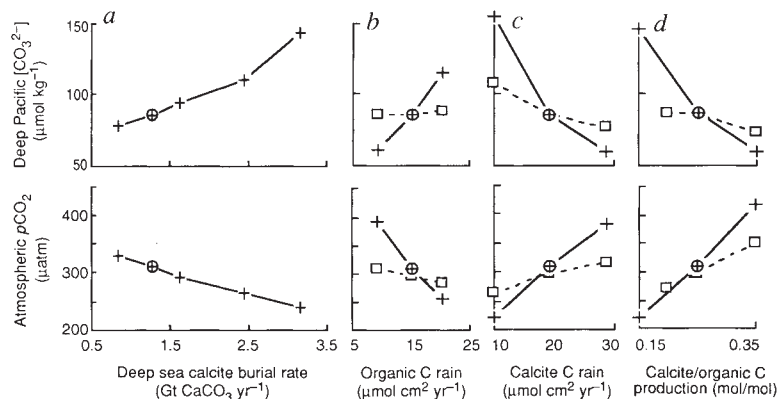 a
b
c
d
Deep Pacific [CO₃²⁻]
(μmol kg⁻¹)
150
100
50
Atmospheric pCO₂
(μatm)
400
300
200
0.5
1.5
2.5
3.5
5
15
25
10
20
30
0.15
0.35
Deep sea calcite burial rate
(Gt CaCO₃ yr⁻¹)
Organic C rain
(μmol cm² yr⁻¹)
Calcite C rain
(μmol cm² yr⁻¹)
Calcite/organic C
production (mol/mol)